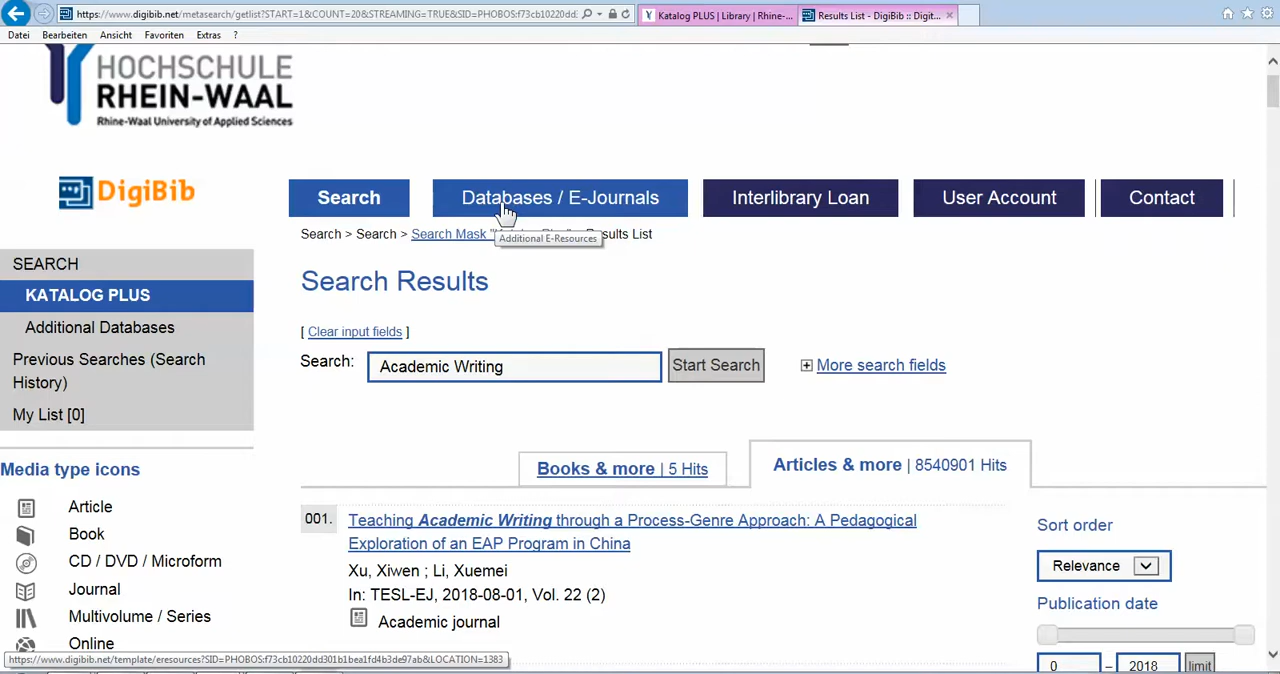 https://www.digibib.net/metasearch/getlist?START=1&COUNT=20&STREAMING=TRUE&SID=PHOBOS:f73cb10220dd
Katalog PLUS | Library | Rhine-...
Results List - DigiBib :: Digit...
Datei Bearbeiten Ansicht Favoriten Extras ?
HOCHSCHULE
RHEIN-WAAL
Rhine-Waal University of Applied Sciences
DigiBib
Search
Databases / E-Journals
Interlibrary Loan
User Account
Contact
Search > Search > Search Mask Results List
Additional E-Resources
SEARCH
KATALOG PLUS
Additional Databases
Previous Searches (Search
History)
My List [0]
Search Results
[ Clear input fields ]
Search: Academic Writing Start Search
More search fields
Books & more | 5 Hits
Articles & more | 8540901 Hits
Media type icons
Article
Book
CD / DVD / Microform
Journal
Multivolume / Series
Online
001. Teaching Academic Writing through a Process-Genre Approach: A Pedagogical
Exploration of an EAP Program in China
Xu, Xiwen ; Li, Xuemei
In: TESL-EJ, 2018-08-01, Vol. 22 (2)
Academic journal
Sort order
Relevance
Publication date
0 – 2018 limit
https://www.digibib.net/template/eresources?SID=PHOBOS:f73cb10220dd301b1bea1fd4b3de97ab&LOCATION=1383